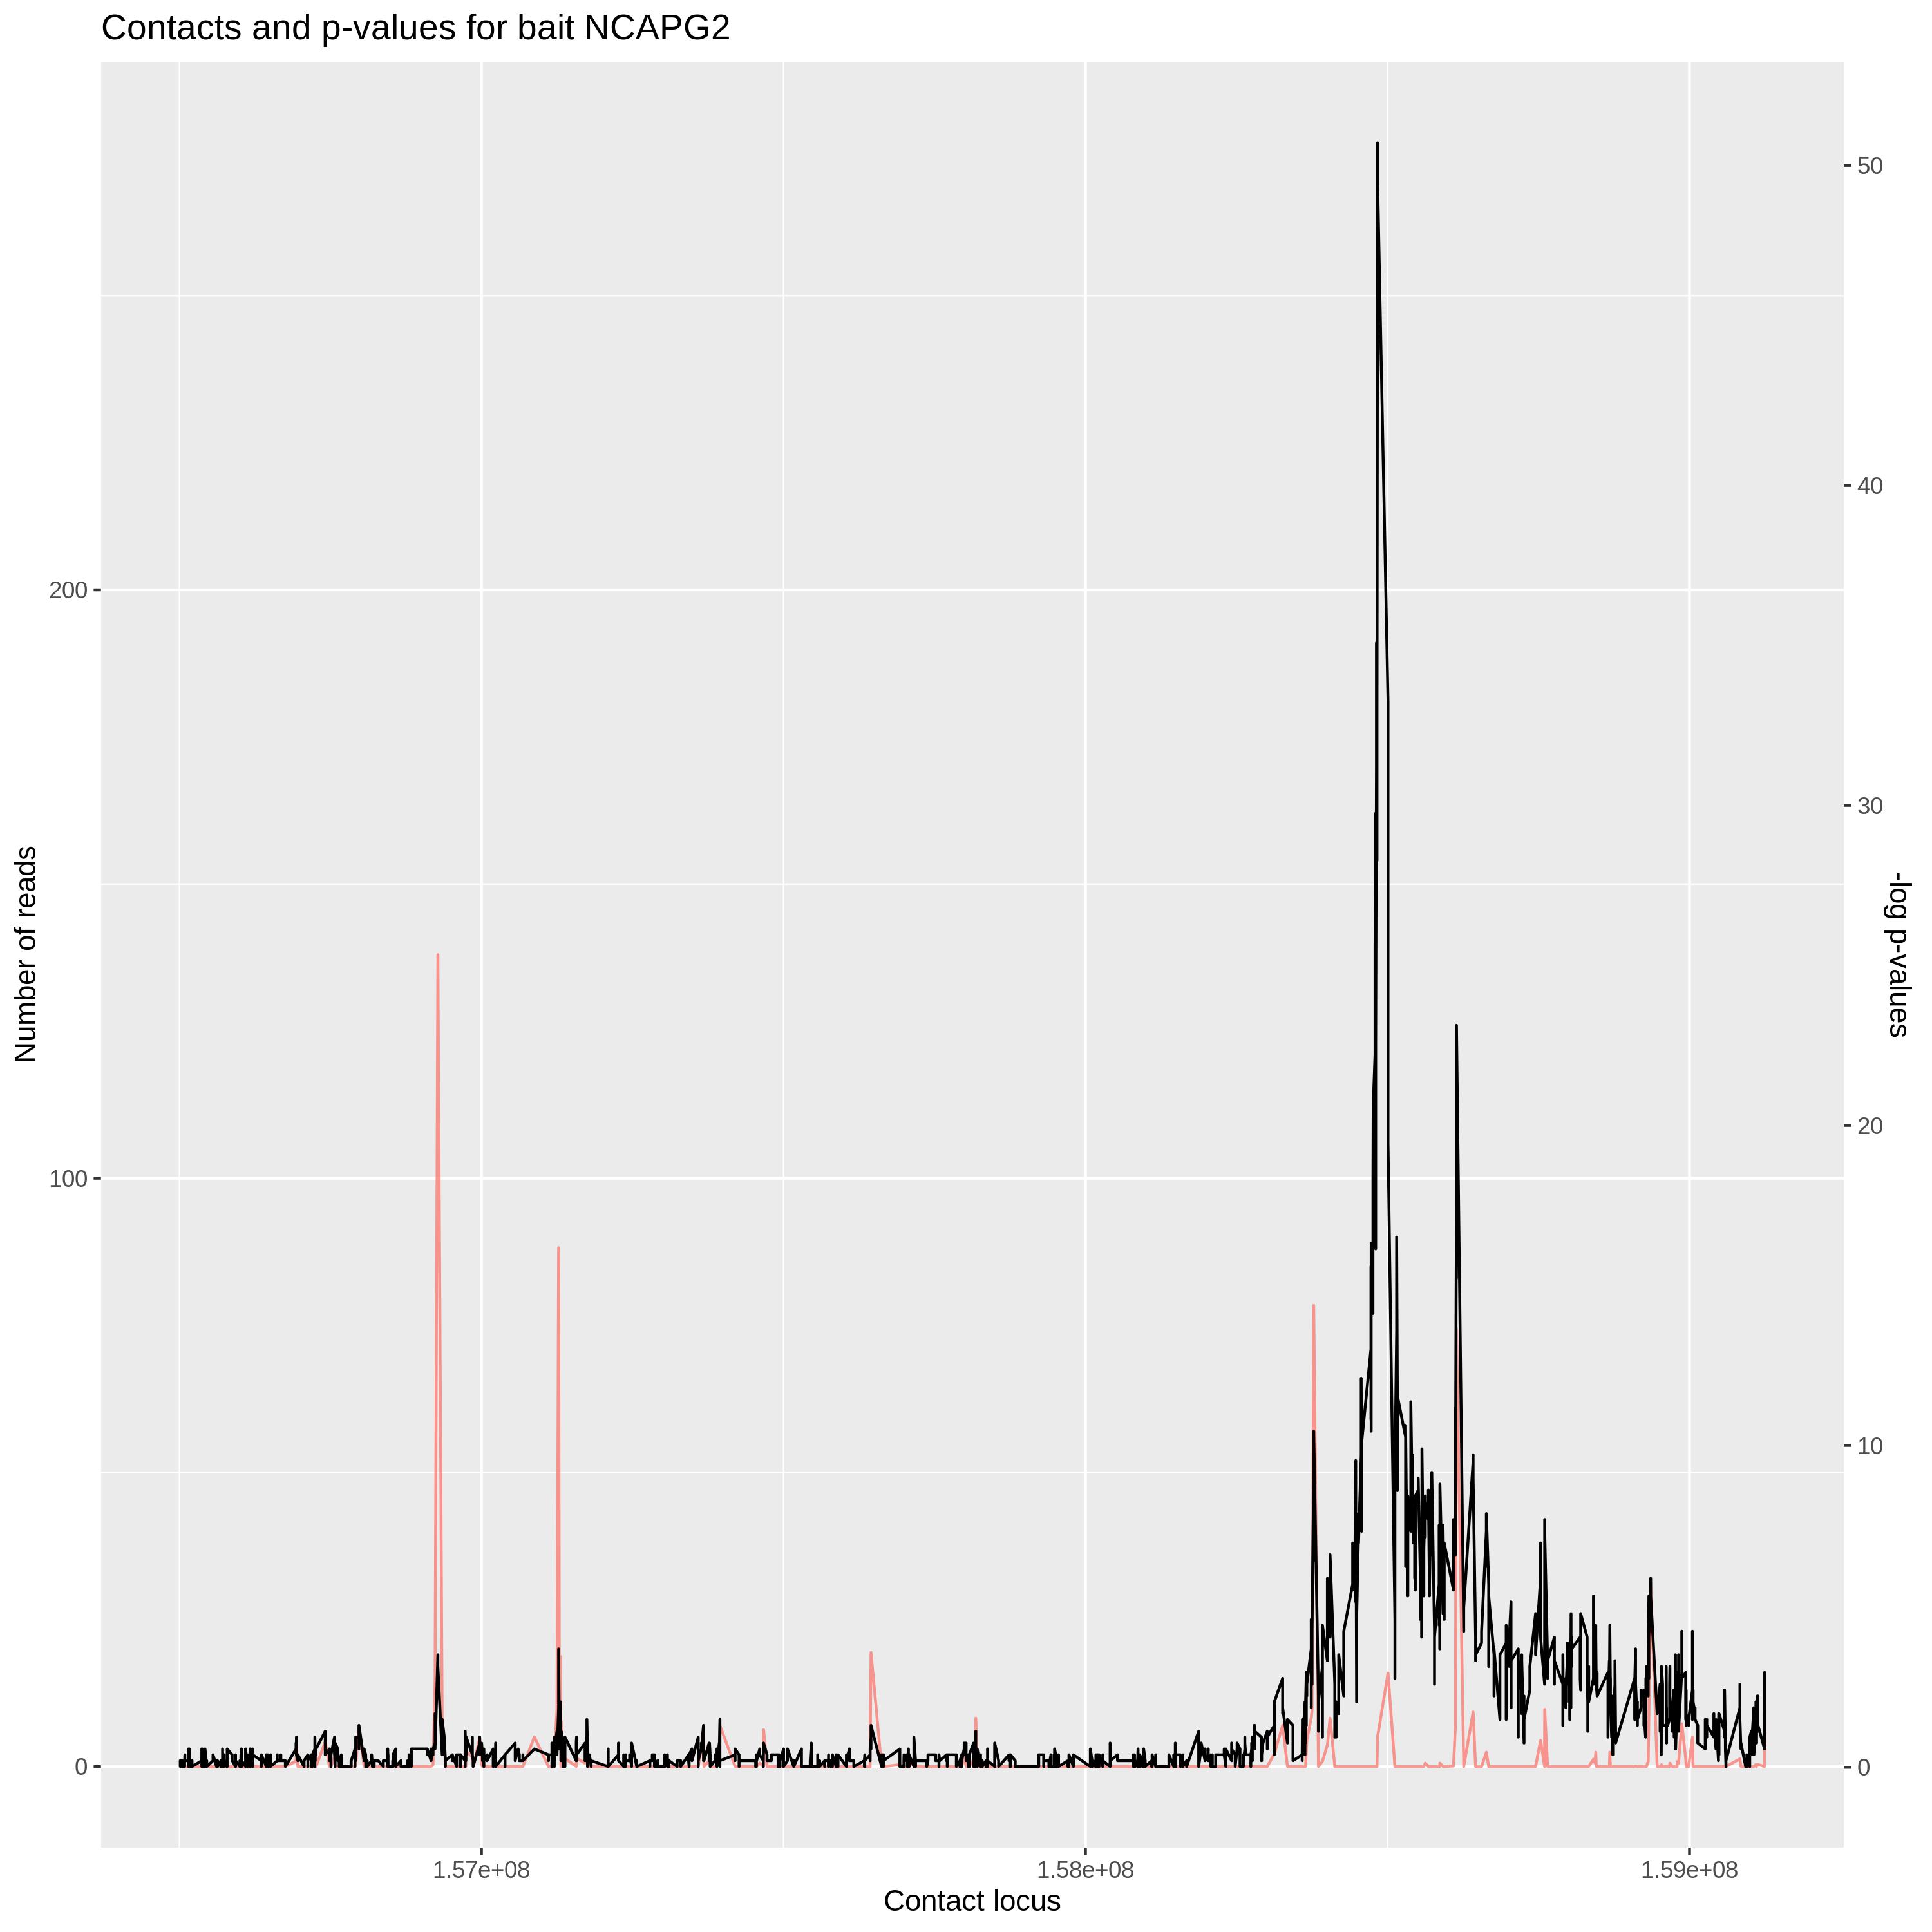 Contacts and p-values for bait NCAPG2
50
40
200
30
Number of reads
-log p-values
20
100
10
0
0
1.57e+08
1.58e+08
1.59e+08
Contact locus